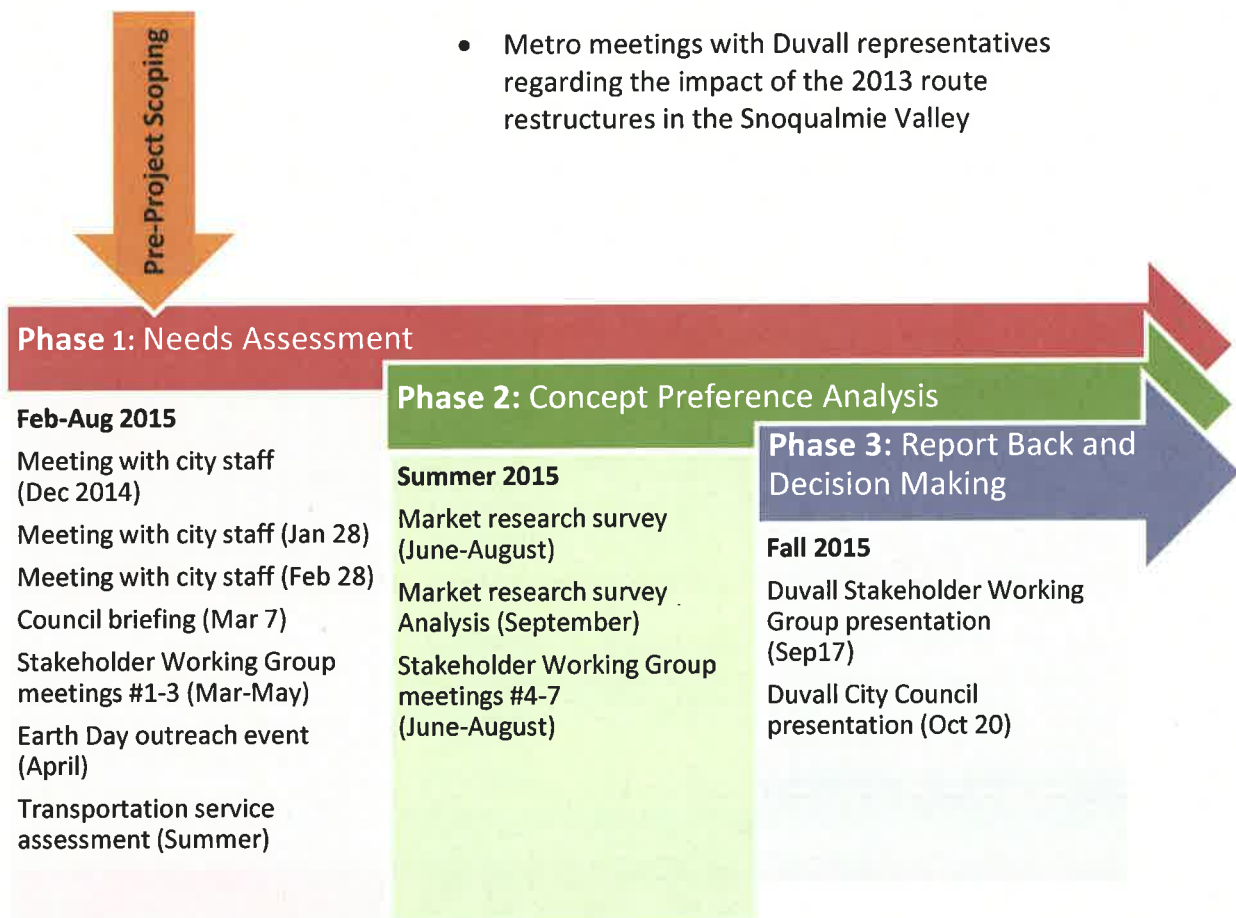 Pre-Project Scoping
• Metro meetings with Duvall representatives
regarding the impact of the 2013 route
restructures in the Snoqualmie Valley
Phase 1: Needs Assessment
Feb-Aug 2015
Meeting with city staff
(Dec 2014)
Meeting with city staff (Jan 28)
Meeting with city staff (Feb 28)
Council briefing (Mar 7)
Stakeholder Working Group
meetings #1-3 (Mar-May)
Earth Day outreach event
(April)
Transportation service
assessment (Summer)
Phase 2: Concept Preference Analysis
Summer 2015
Market research survey
(June-August)
Market research survey
Analysis (September)
Stakeholder Working Group
meetings #4-7
(June-August)
Phase 3: Report Back and
Decision Making
Fall 2015
Duvall Stakeholder Working
Group presentation
(Sep17)
Duvall City Council
presentation (Oct 20)